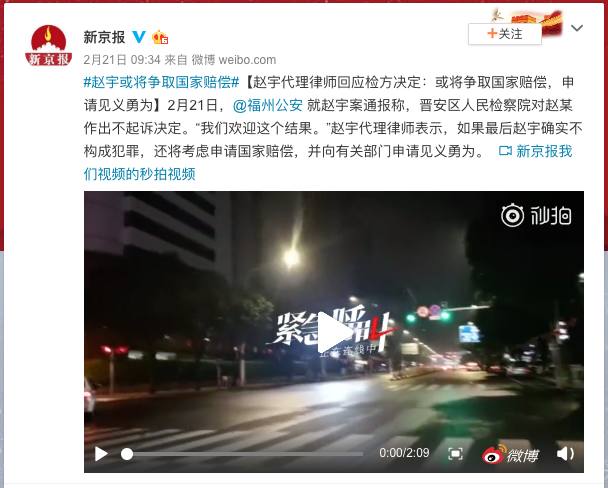 新京报
+关注
2月21日 09:34 来自 微博 weibo.com
#赵宇或将争取国家赔偿#【赵宇代理律师回应检方决定：或将争取国家赔偿，申
请见义勇为】2月21日，@福州公安 就赵宇案通报称，晋安区人民检察院对赵某
作出不起诉决定。“我们欢迎这个结果。”赵宇代理律师表示，如果最后赵宇确实不
构成犯罪，还将考虑申请国家赔偿，并向有关部门申请见义勇为。 新京报我
们视频的秒拍视频
秒拍
紧急呼叫
正在连线中
0:00/2:09
微博
新京报